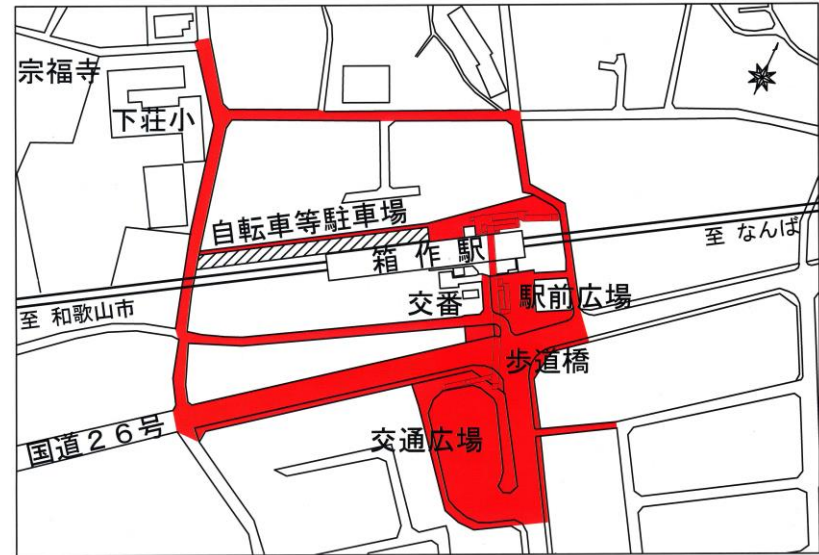 宗福寺
下荘小
自転車等駐車場
箱作駅
至 なんば
至 和歌山市
交番
駅前広場
歩道橋
国道２６号
交通広場